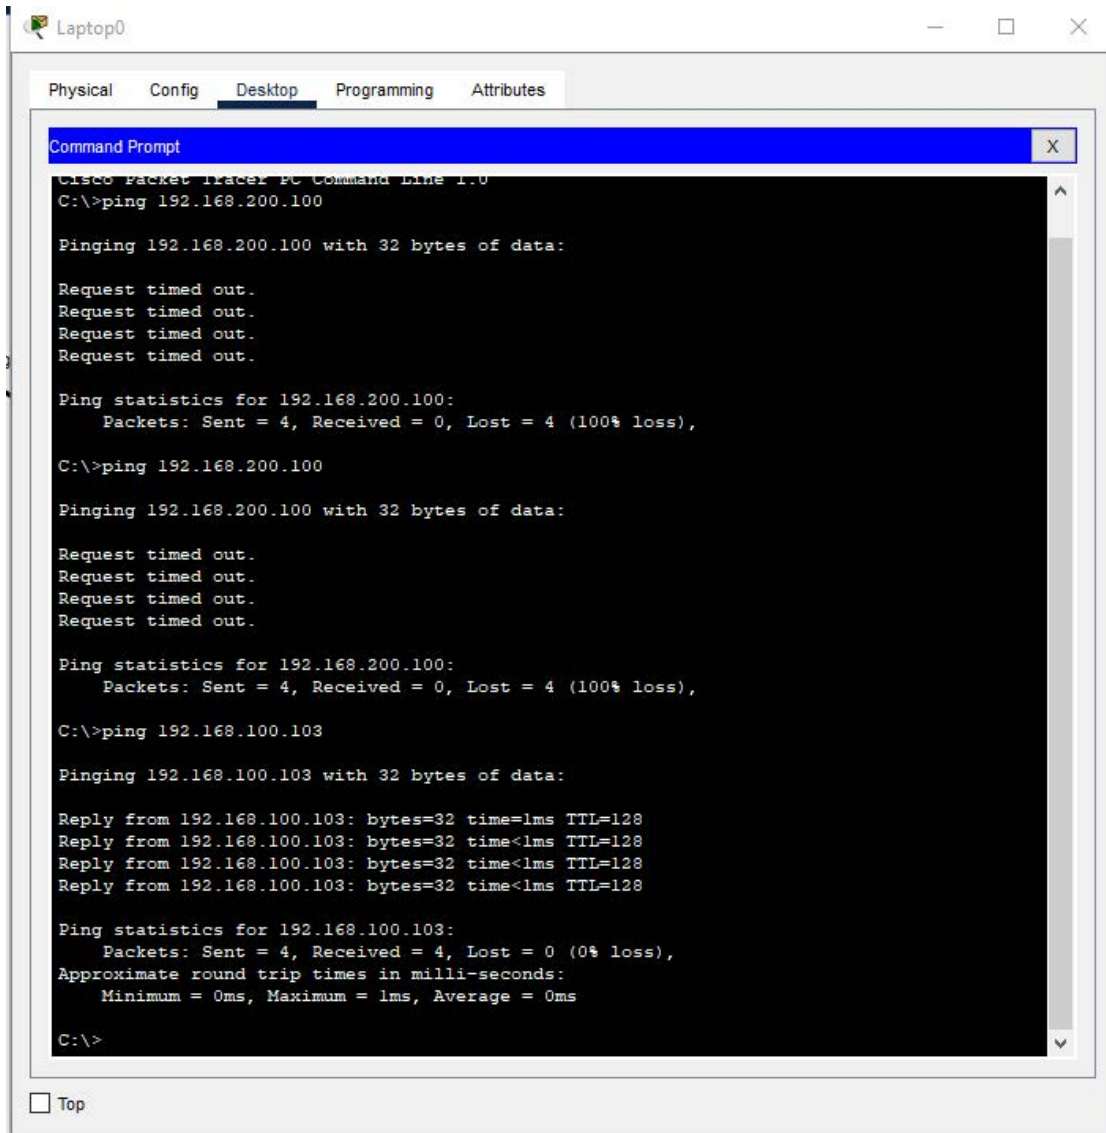 Laptop0
Physical Config Desktop Programming Attributes
Command Prompt X
Cisco Packet Tracer PC Command Line 1.0
C:\>ping 192.168.200.100
Pinging 192.168.200.100 with 32 bytes of data:
Request timed out.
Request timed out.
Request timed out.
Request timed out.
Ping statistics for 192.168.200.100:
Packets: Sent = 4, Received = 0, Lost = 4 (100% loss),
C:\>ping 192.168.200.100
Pinging 192.168.200.100 with 32 bytes of data:
Request timed out.
Request timed out.
Request timed out.
Request timed out.
Ping statistics for 192.168.200.100:
Packets: Sent = 4, Received = 0, Lost = 4 (100% loss),
C:\>ping 192.168.100.103
Pinging 192.168.100.103 with 32 bytes of data:
Reply from 192.168.100.103: bytes=32 time=1ms TTL=128
Reply from 192.168.100.103: bytes=32 time<1ms TTL=128
Reply from 192.168.100.103: bytes=32 time<1ms TTL=128
Reply from 192.168.100.103: bytes=32 time<1ms TTL=128
Ping statistics for 192.168.100.103:
Packets: Sent = 4, Received = 4, Lost = 0 (0% loss),
Approximate round trip times in milli-seconds:
Minimum = 0ms, Maximum = 1ms, Average = 0ms
C:\>
Top